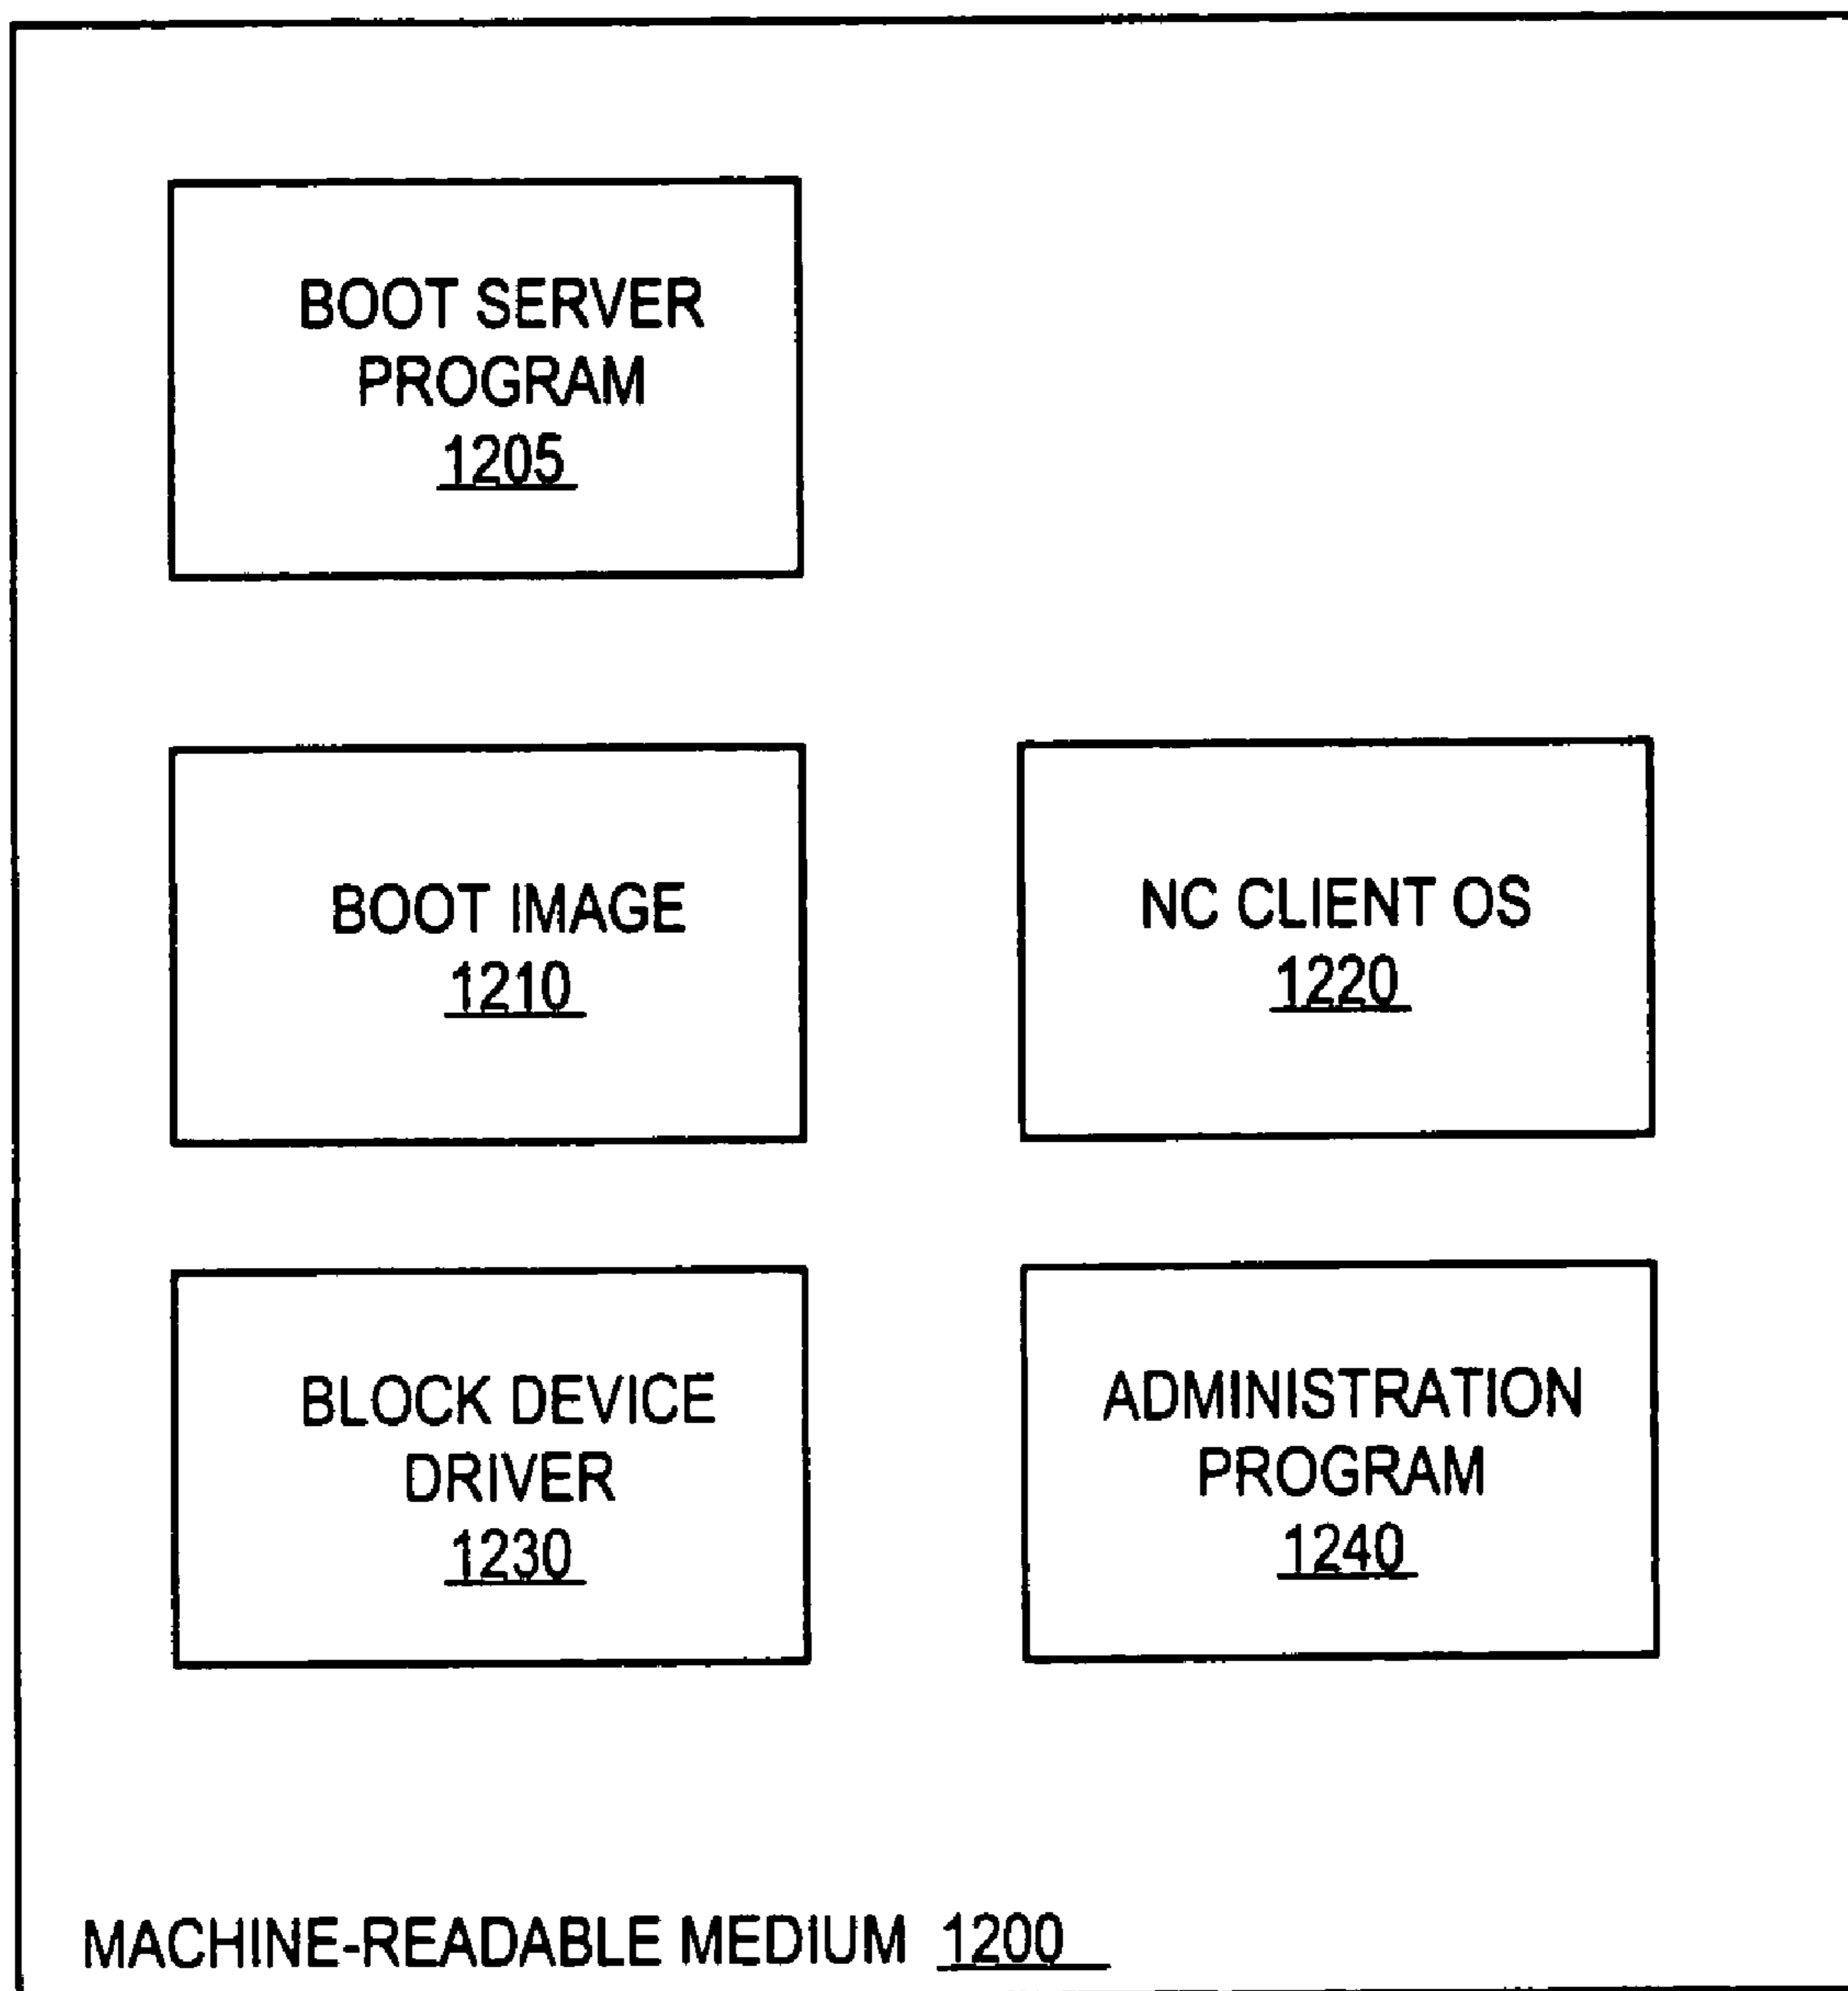 BOOT SERVER
PROGRAM
1205
BOOT IMAGE
1210
NC CLIENT OS
1220
BLOCK DEVICE
DRIVER
1230
ADMINISTRATION
PROGRAM
1240
MACHINE-READABLE MEDIUM 1200